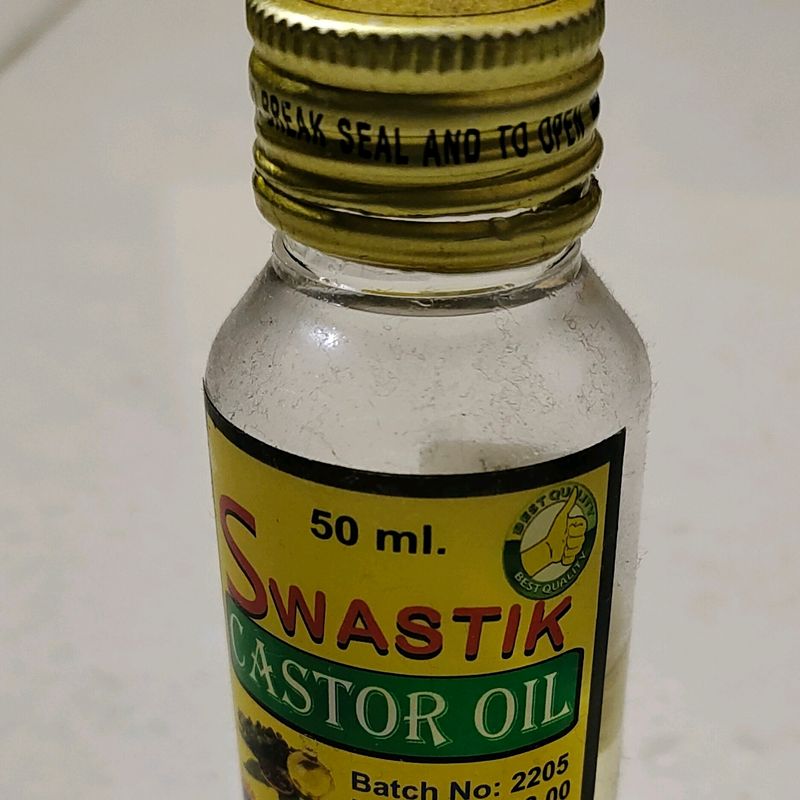 BREAK SEAL AND TO OPEN
50 ml.
BEST QUALITY
BEST QUALITY
SWASTIK
CASTOR OIL
Batch No: 2205